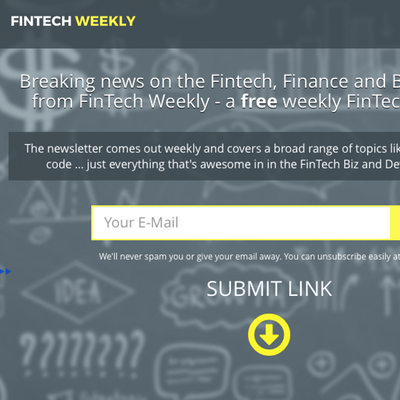 FINTECH WEEKLY
Breaking news on the Fintech, Finance and B
from FinTech Weekly - a free weekly FinTec
The newsletter comes out weekly and covers a broad range of topics lik
code ... just everything that's awesome in in the FinTech Biz and De
Your E-Mail
We'll never spam you or give your email away. You can unsubscribe easily at
IDEA
SUBMIT LINK
????????